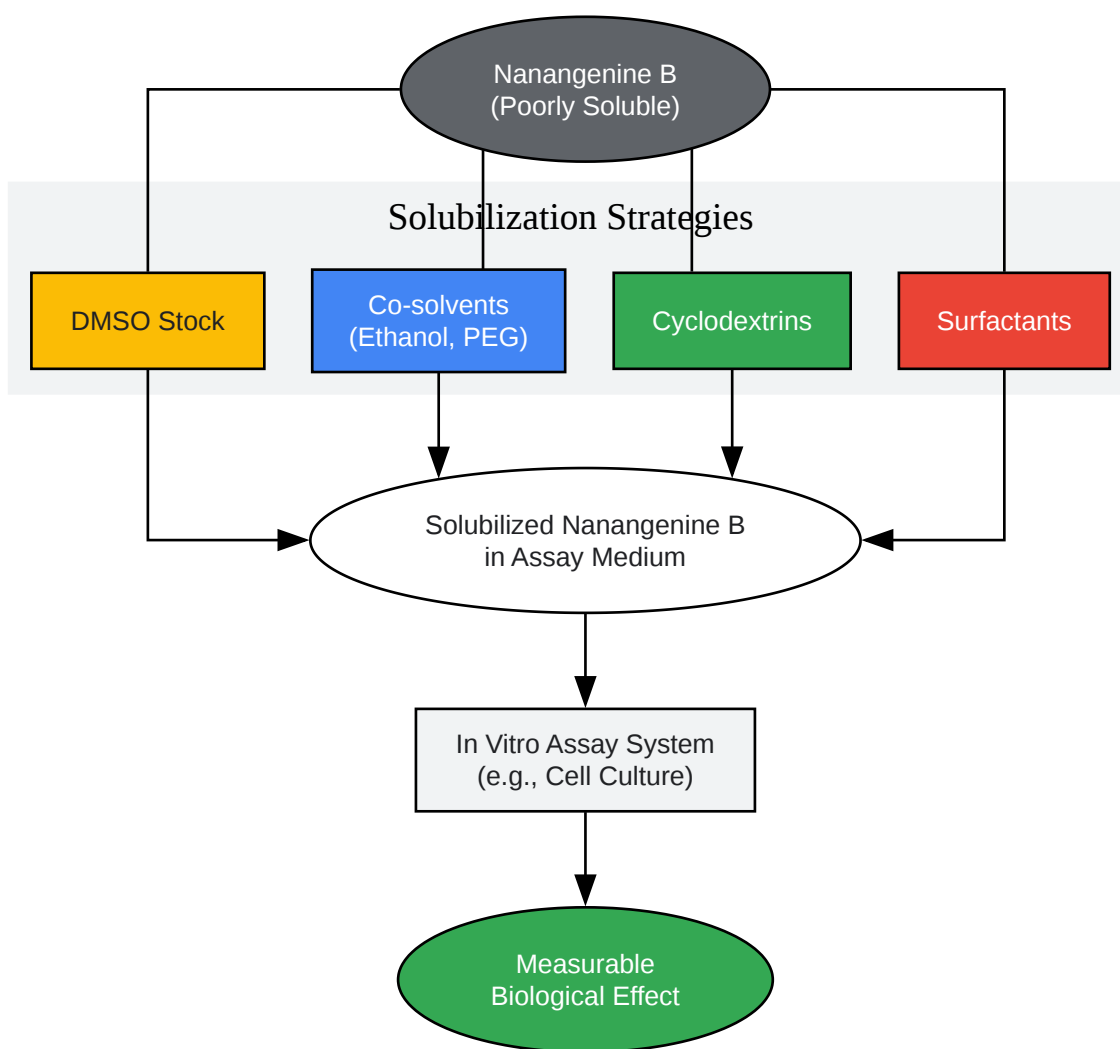 Nanangenine B
(Poorly Soluble)
Solubilization Strategies
DMSO Stock
Co-solvents
(Ethanol, PEG)
Cyclodextrins
Surfactants
Solubilized Nanangenine B
in Assay Medium
In Vitro Assay System
(e.g., Cell Culture)
Measurable
Biological Effect